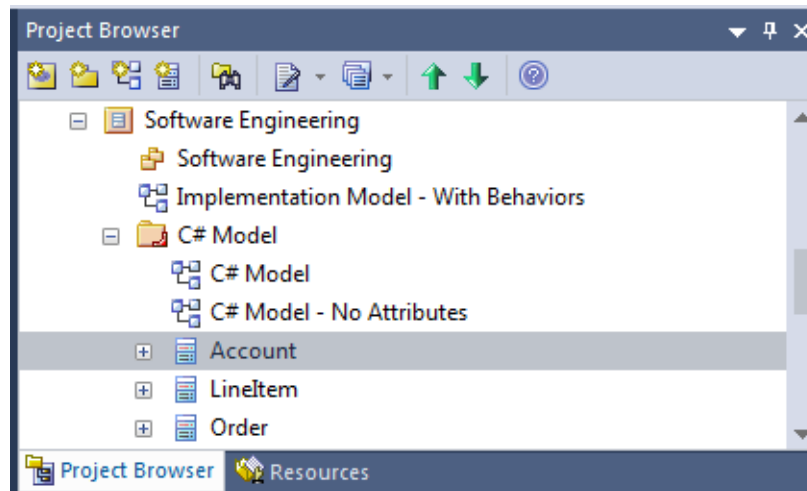 Project Browser
Software Engineering
Software Engineering
Implementation Model - With Behaviors
C# Model
C# Model
C# Model - No Attributes
Account
LineItem
Order
Project Browser Resources